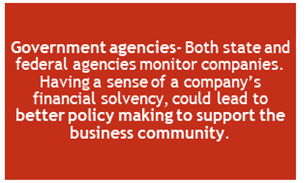 Government agencies- Both state and
federal agencies monitor companies.
Having a sense of a company's
financial solvency, could lead to
better policy making to support the
business community.